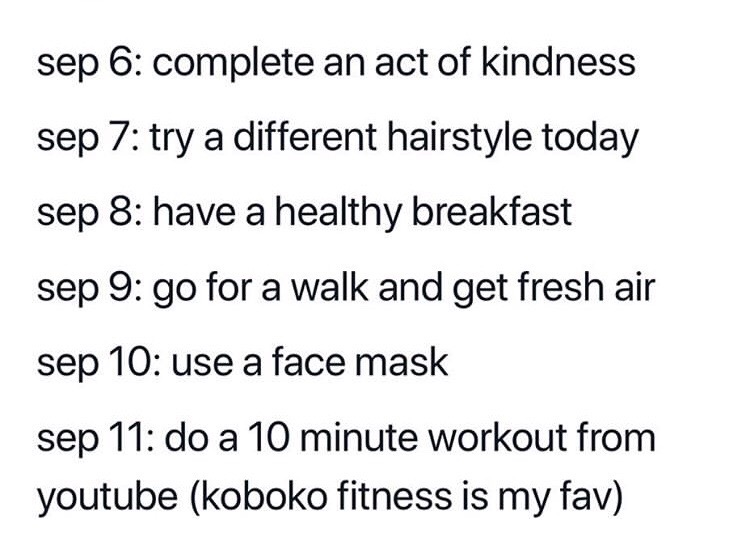 sep 6: complete an act of kindness
sep 7: try a different hairstyle today
sep 8: have a healthy breakfast
sep 9: go for a walk and get fresh air
sep 10: use a face mask
sep 11: do a 10 minute workout from
youtube (koboko fitness is my fav)